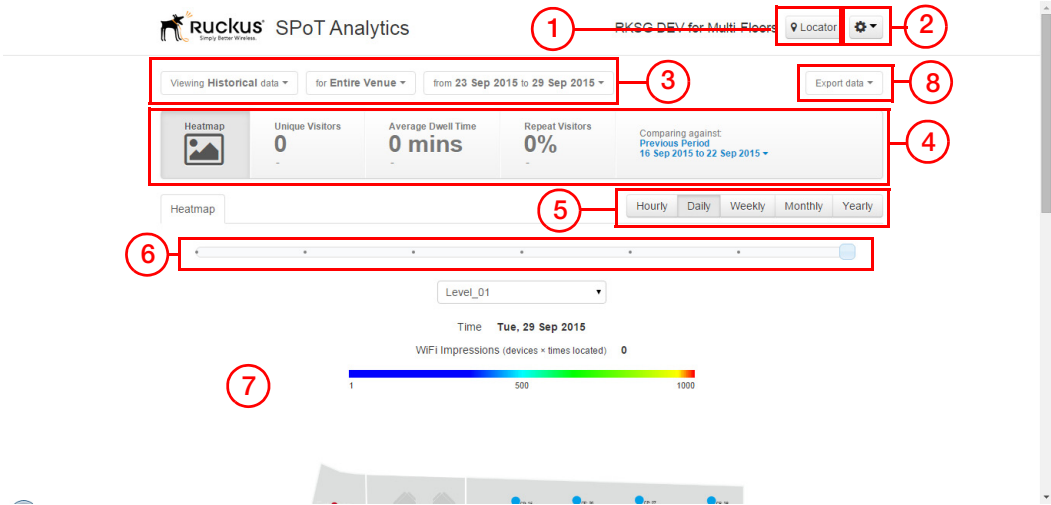 RUCKUS
Simply Better Wireless.
SPoT Analytics
1
RKSG DEV for Multi-Floors
Locator
2
Viewing Historical data
for Entire Venue
from 23 Sep 2015 to 29 Sep 2015
3
Export data
8
Heatmap
Unique Visitors
0
-
Average Dwell Time
0 mins
-
Repeat Visitors
0%
-
Comparing against:
Previous Period
16 Sep 2015 to 22 Sep 2015
4
Heatmap
5
Hourly
Daily
Weekly
Monthly
Yearly
6
Level_01
Time Tue, 29 Sep 2015
WiFi Impressions (devices × times located) 0
7
1
500
1000